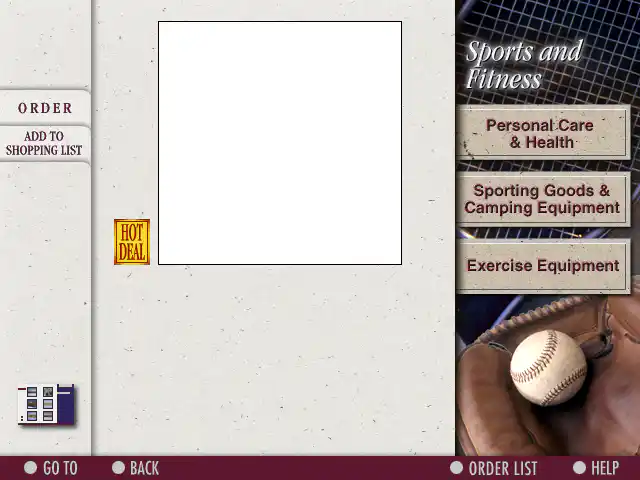 Sports and
Fitness
ORDER
ADD TO
SHOPPING LIST
Personal Care
& Health
Sporting Goods &
Camping Equipment
HOT
DEAL
Exercise Equipment
GO TO
BACK
ORDER LIST
HELP